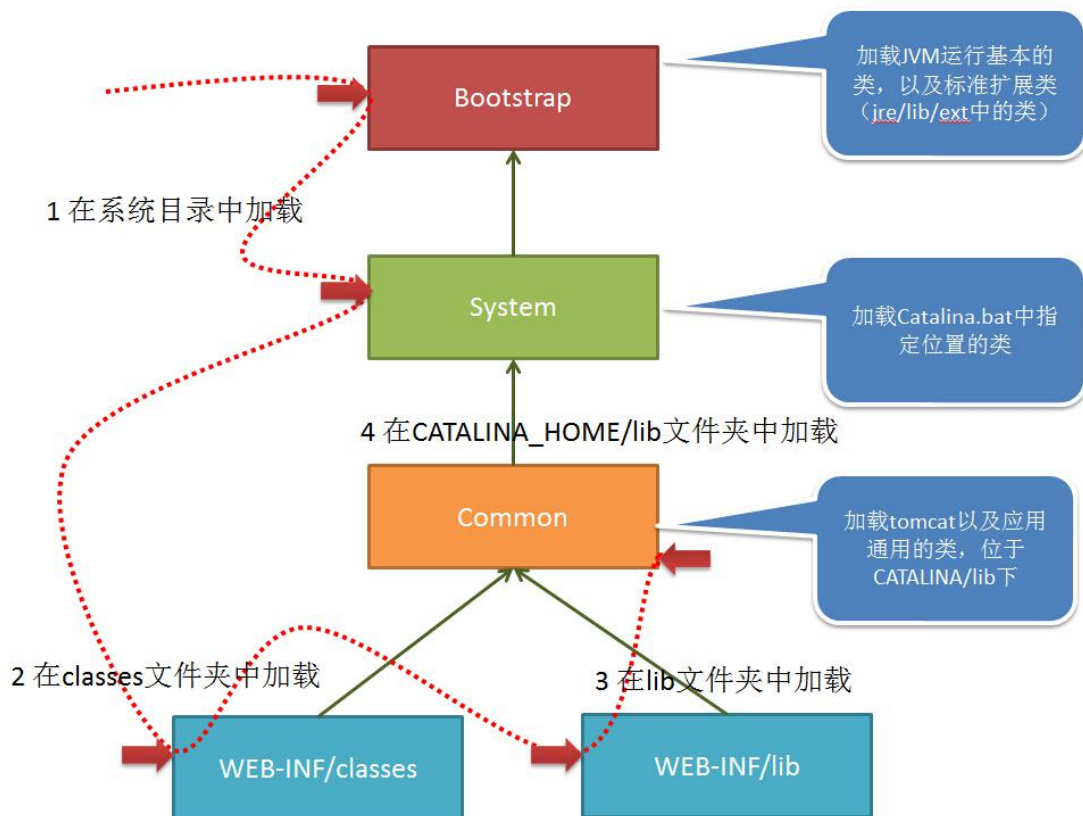 Bootstrap
加载JVM运行基本的
类，以及标准扩展类
（jre/lib/ext中的类）
1 在系统目录中加载
System
加载Catalina.bat中指
定位置的类
4 在CATALINA_HOME/lib文件夹中加载
Common
加载tomcat以及应用
通用的类，位于
CATALINA/lib下
2 在classes文件夹中加载
3 在lib文件夹中加载
WEB-INF/classes
WEB-INF/lib